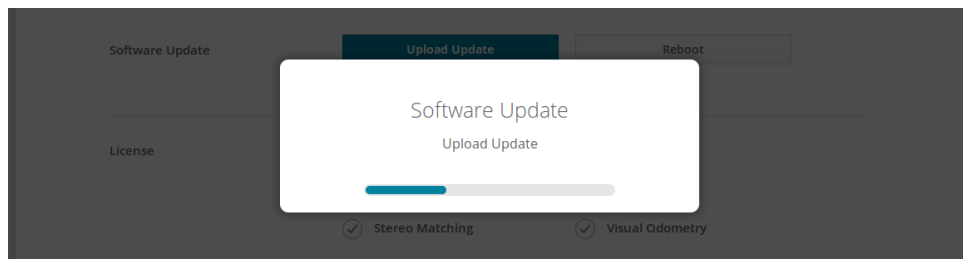 Software Update
Upload Update
Reboot
Software Update
Upload Update
License
Stereo Matching
Visual Odometry